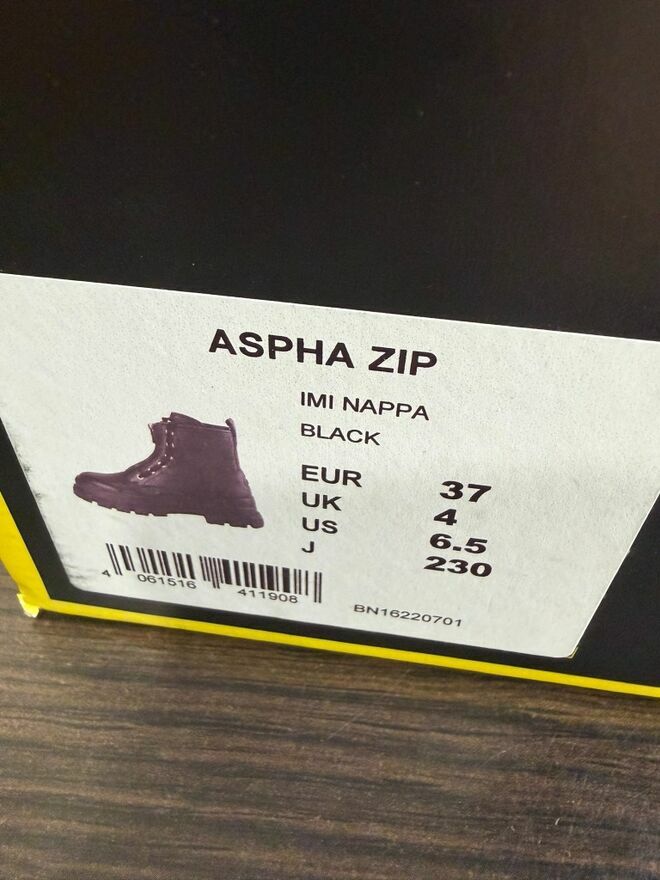 ASPHA ZIP
IMI NAPPA
BLACK
EUR 37
UK 4
US 6.5
J 230
4 061516 411908
BN16220701